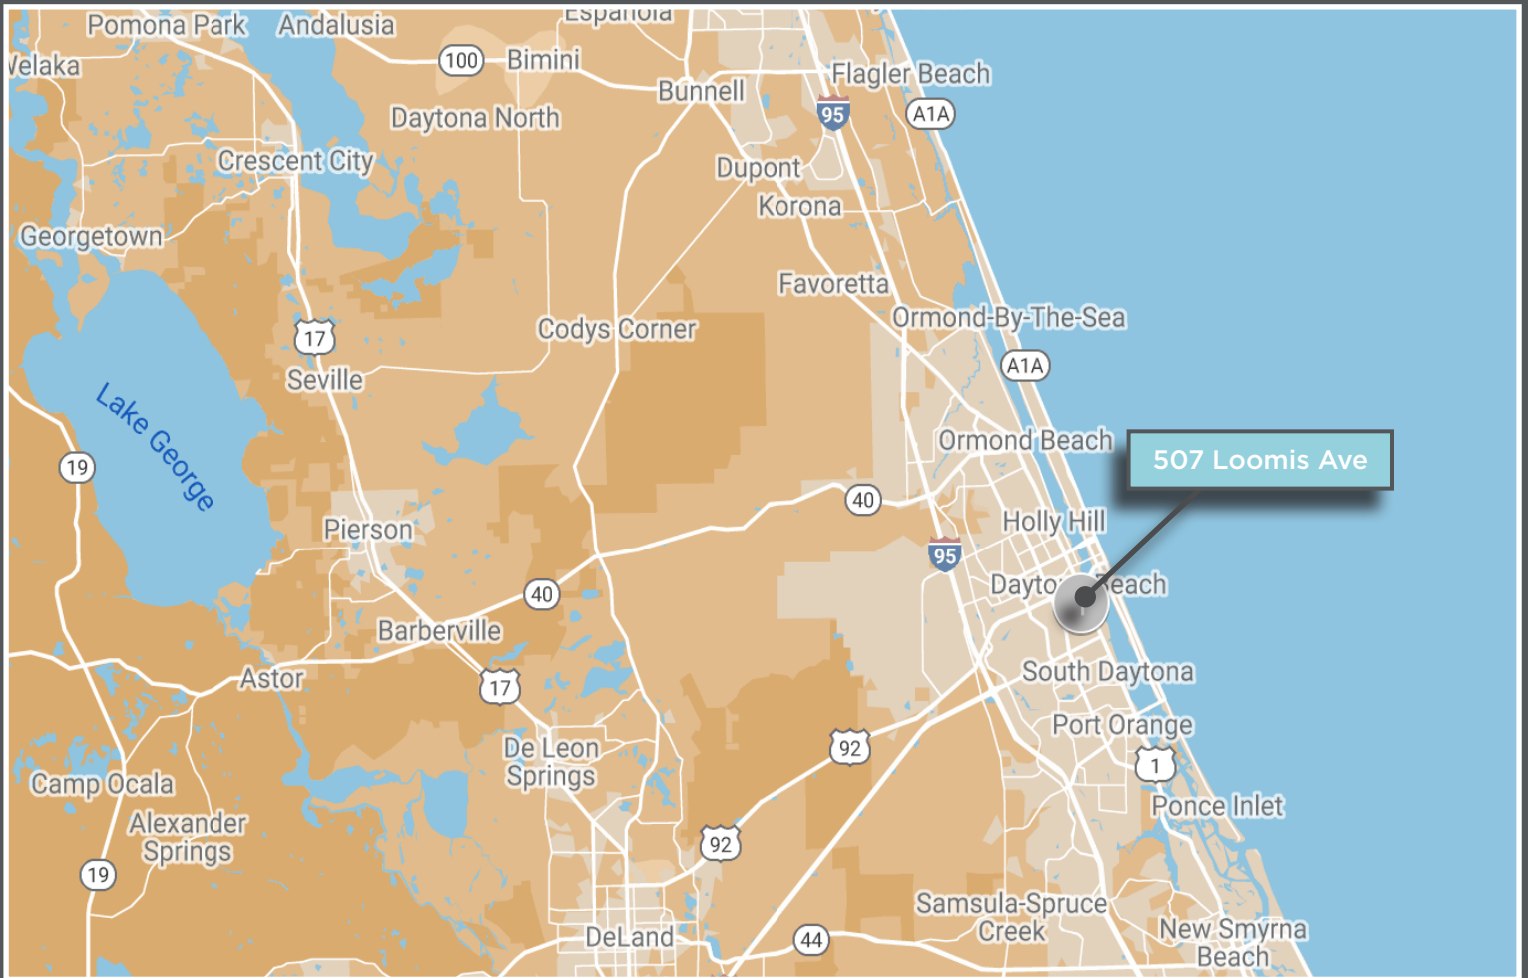 Espanola
Pomona Park
Andalusia
100
Bimini
Welaka
Flagler Beach
Bunnell
95
A1A
Daytona North
Crescent City
Dupont
Korona
Georgetown
Favoretta
Ormond-By-The-Sea
Codys Corner
17
A1A
Seville
Lake George
Ormond Beach
507 Loomis Ave
19
40
Holly Hill
Pierson
95
Daytona Beach
40
Barberville
South Daytona
Astor
17
Port Orange
De Leon
Springs
92
1
Camp Ocala
Ponce Inlet
Alexander
Springs
92
19
Samsula-Spruce
Creek
New Smyrna
Beach
DeLand
44